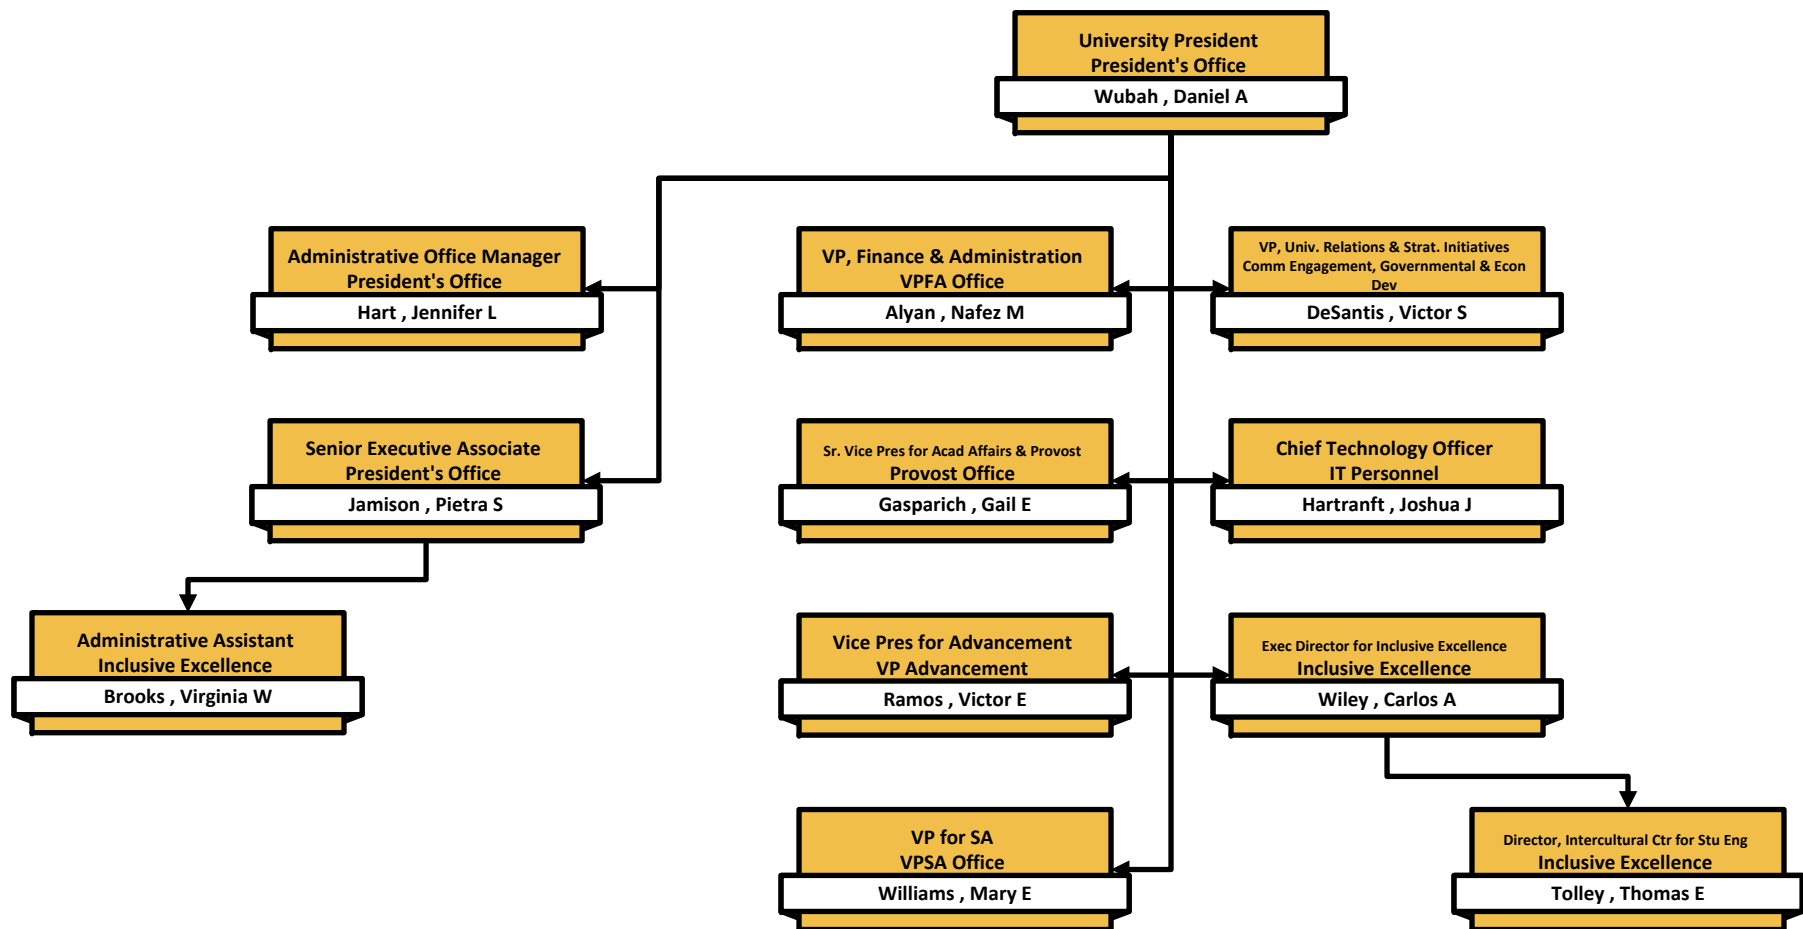 University President
President's Office
Wubah , Daniel A
Administrative Office Manager
President's Office
Hart , Jennifer L
VP, Finance & Administration
VPFA Office
Alyan , Nafez M
VP, Univ. Relations & Strat. Initiatives
Comm Engagement, Governmental & Econ
Dev
DeSantis , Victor S
Senior Executive Associate
President's Office
Jamison , Pietra S
Sr. Vice Pres for Acad Affairs & Provost
Provost Office
Gasparich , Gail E
Chief Technology Officer
IT Personnel
Hartranft , Joshua J
Administrative Assistant
Inclusive Excellence
Brooks , Virginia W
Vice Pres for Advancement
VP Advancement
Ramos , Victor E
Exec Director for Inclusive Excellence
Inclusive Excellence
Wiley , Carlos A
VP for SA
VPSA Office
Williams , Mary E
Director, Intercultural Ctr for Stu Eng
Inclusive Excellence
Tolley , Thomas E